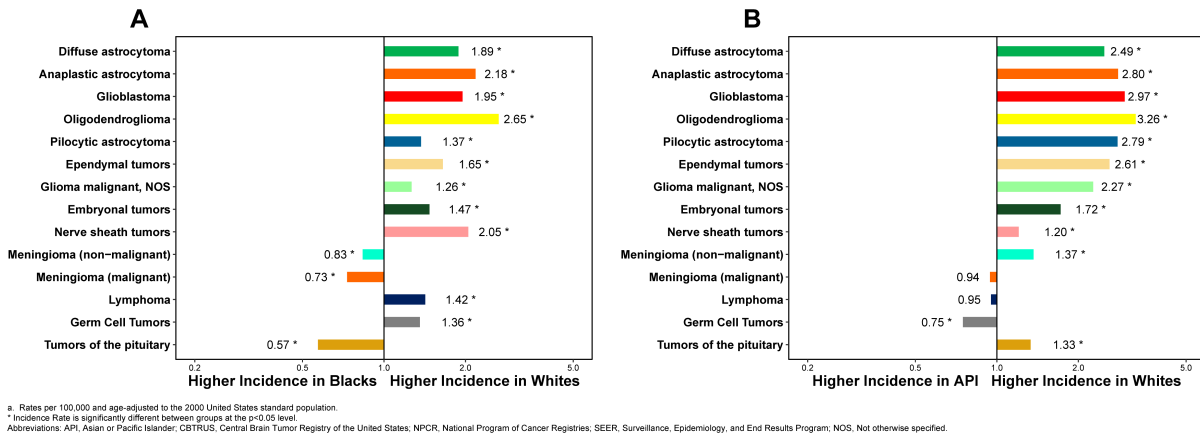 A
Diffuse astrocytoma 1.89 *
Anaplastic astrocytoma 2.18 *
Glioblastoma 1.95 *
Oligodendroglioma 2.65 *
Pilocytic astrocytoma 1.37 *
Ependymal tumors 1.65 *
Glioma malignant, NOS 1.26 *
Embryonal tumors 1.47 *
Nerve sheath tumors 2.05 *
Meningioma (non−malignant) 0.83 *
Meningioma (malignant) 0.73 *
Lymphoma 1.42 *
Germ Cell Tumors 1.36 *
Tumors of the pituitary 0.57 *
0.2 0.5 1.0 2.0 5.0
Higher Incidence in Blacks Higher Incidence in Whites
B
Diffuse astrocytoma 2.49 *
Anaplastic astrocytoma 2.80 *
Glioblastoma 2.97 *
Oligodendroglioma 3.26 *
Pilocytic astrocytoma 2.79 *
Ependymal tumors 2.61 *
Glioma malignant, NOS 2.27 *
Embryonal tumors 1.72 *
Nerve sheath tumors 1.20 *
Meningioma (non−malignant) 1.37 *
Meningioma (malignant) 0.94
Lymphoma 0.95
Germ Cell Tumors 0.75 *
Tumors of the pituitary 1.33 *
0.2 0.5 1.0 2.0 5.0
Higher Incidence in API Higher Incidence in Whites
a. Rates per 100,000 and age-adjusted to the 2000 United States standard population.
* Incidence Rate is significantly different between groups at the p<0.05 level.
Abbreviations: API, Asian or Pacific Islander; CBTRUS, Central Brain Tumor Registry of the United States; NPCR, National Program of Cancer Registries; SEER, Surveillance, Epidemiology, and End Results Program; NOS, Not otherwise specified.